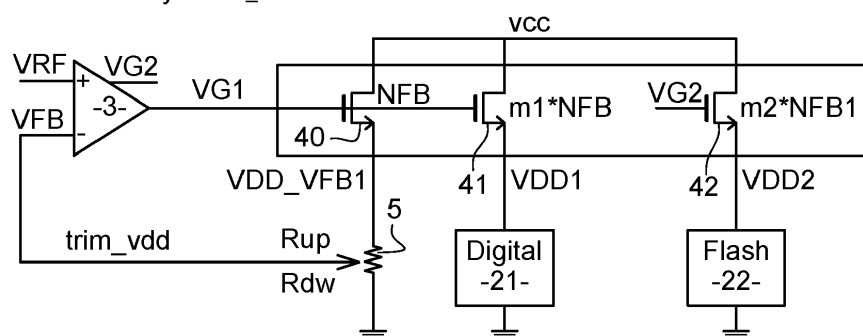 vcc
VRF
+
VG2
-3-
VG1
VFB
-
NFB
m1*NFB
VG2
m2*NFB1
40
41
42
VDD_VFB1
VDD1
VDD2
5
trim_vdd
Rup
Rdw
Digital
-21-
Flash
-22-